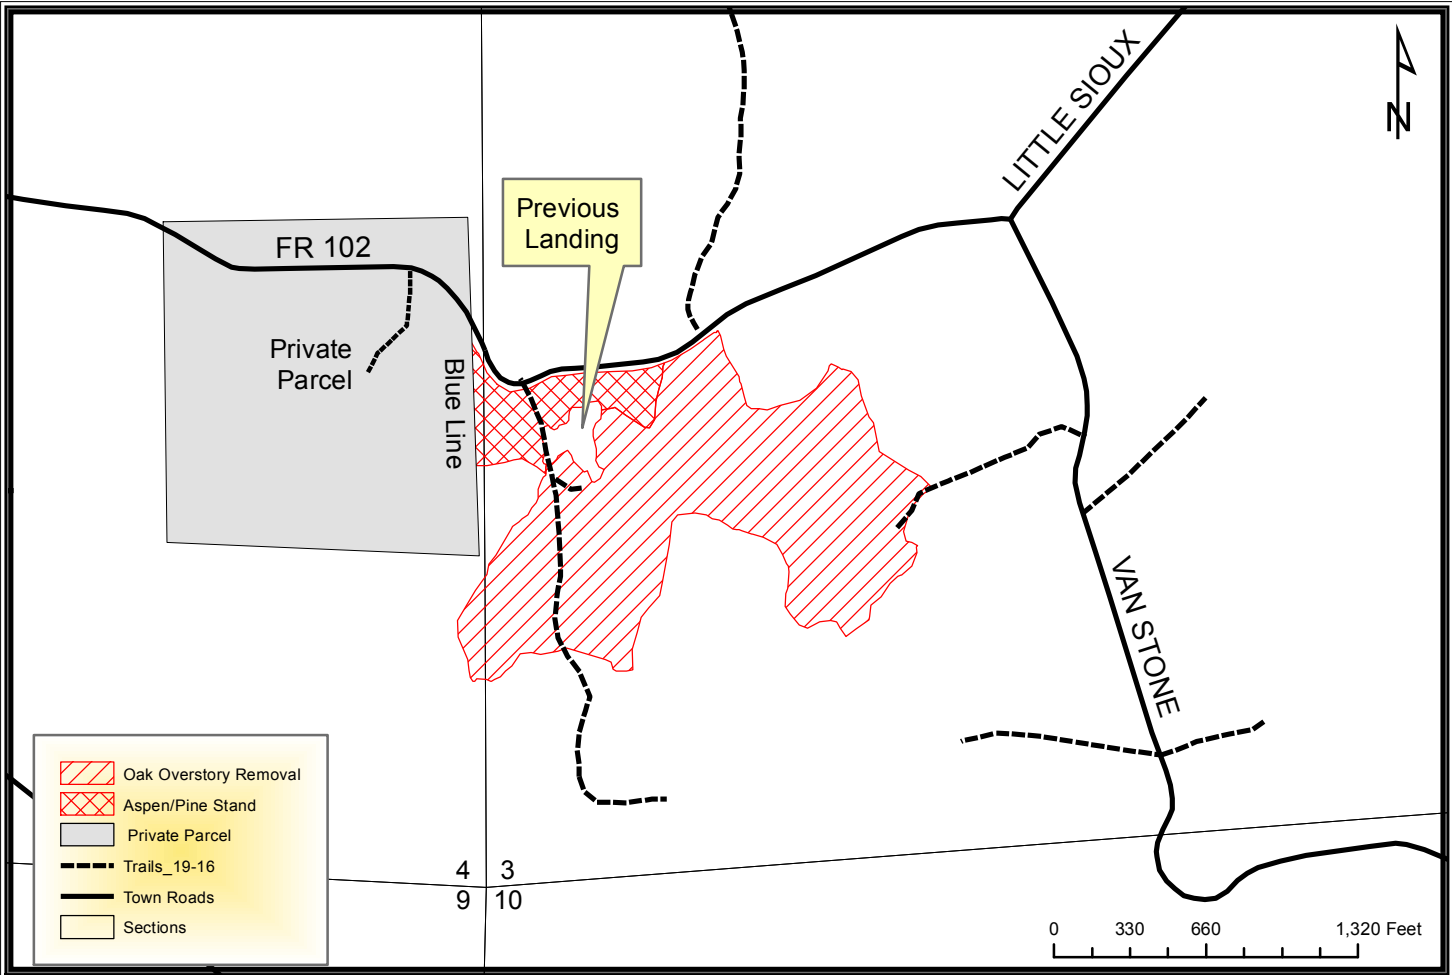 LITTLE SIOUX
N
Previous
Landing
FR 102
Private
Parcel
Blue Line
VAN STONE
Oak Overstory Removal
Aspen/Pine Stand
Private Parcel
Trails_19-16
Town Roads
Sections
4 3
9 10
0 330 660 1,320 Feet